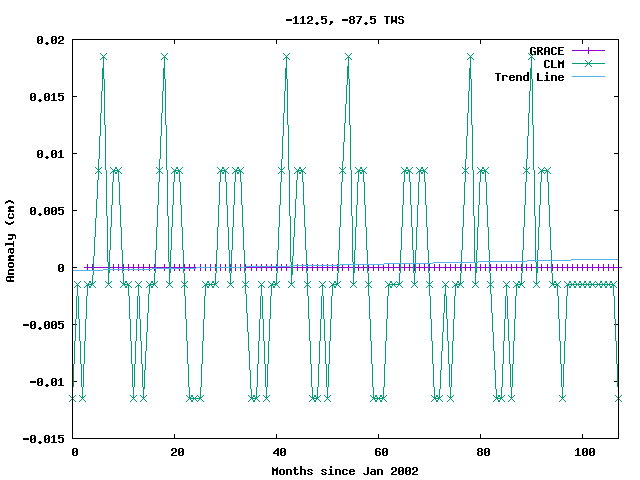 -112.5, -87.5 TWS
GRACE
CLM
Trend Line
0.02
0.015
0.01
0.005
0
-0.005
-0.01
-0.015
Anomaly (cm)
0 20 40 60 80 100
Months since Jan 2002